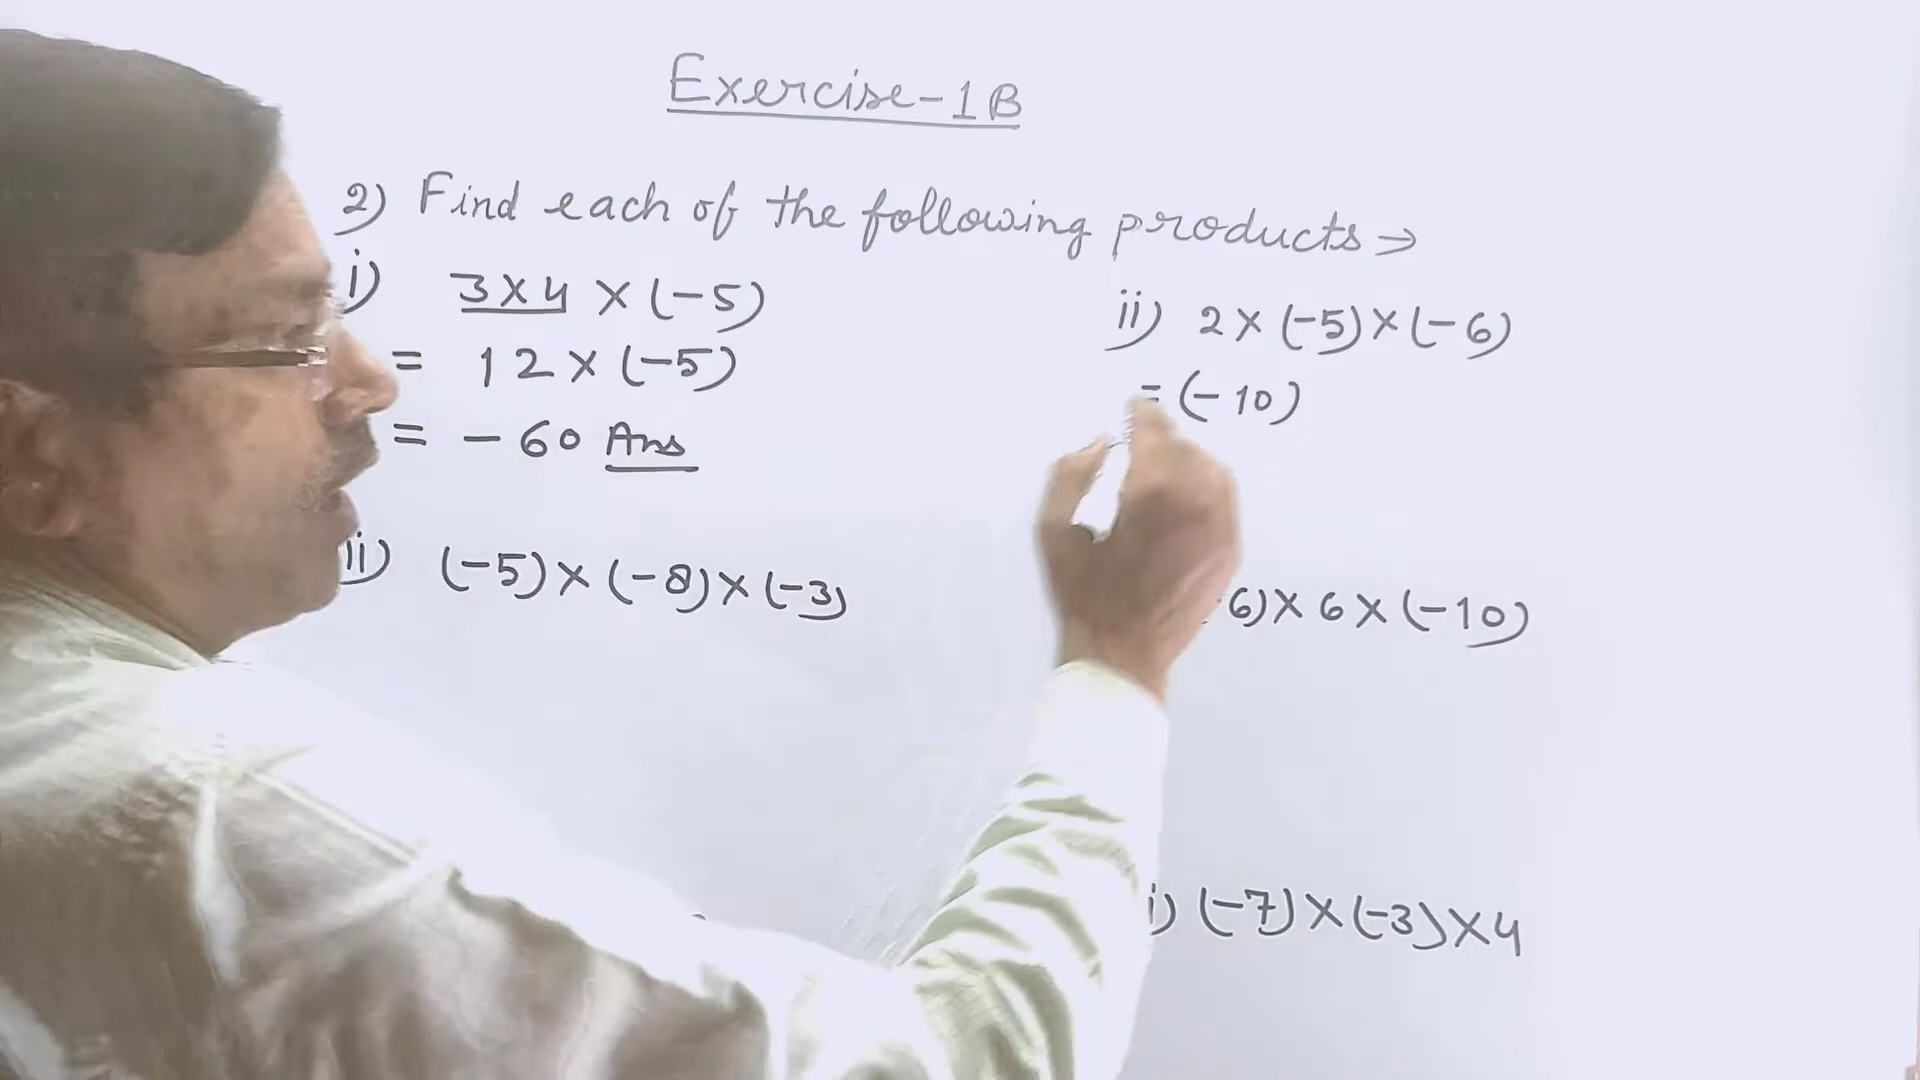 Exercise-1B
2) Find each of the following products⇒
i) 3×4×(-5)
= 12×(-5)
= -60 Ans
ii) 2×(-5)×(-6)
= (-10)
ii) (-5)×(-8)×(-3)
6)×6×(-10)
i) (-7)×(-3)×4